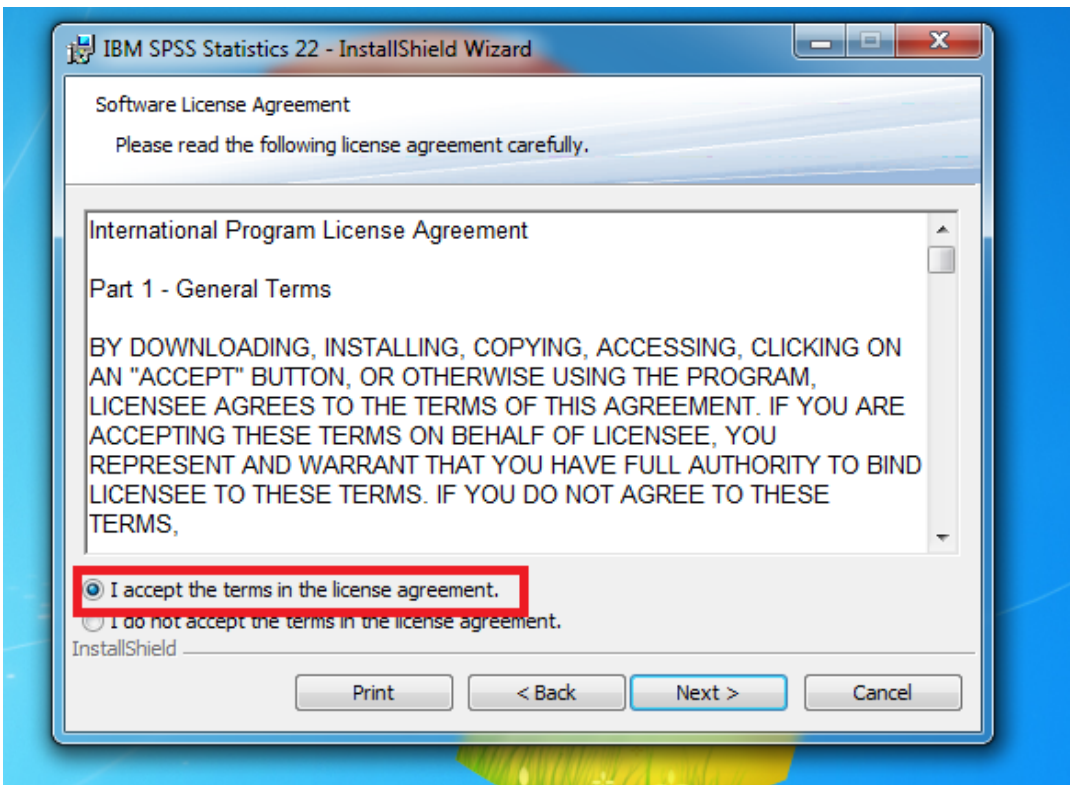 IBM SPSS Statistics 22 - InstallShield Wizard
Software License Agreement
Please read the following license agreement carefully.
International Program License Agreement
Part 1 - General Terms
BY DOWNLOADING, INSTALLING, COPYING, ACCESSING, CLICKING ON
AN "ACCEPT" BUTTON, OR OTHERWISE USING THE PROGRAM,
LICENSEE AGREES TO THE TERMS OF THIS AGREEMENT. IF YOU ARE
ACCEPTING THESE TERMS ON BEHALF OF LICENSEE, YOU
REPRESENT AND WARRANT THAT YOU HAVE FULL AUTHORITY TO BIND
LICENSEE TO THESE TERMS. IF YOU DO NOT AGREE TO THESE
TERMS,
I accept the terms in the license agreement.
I do not accept the terms in the license agreement.
InstallShield
Print < Back Next > Cancel